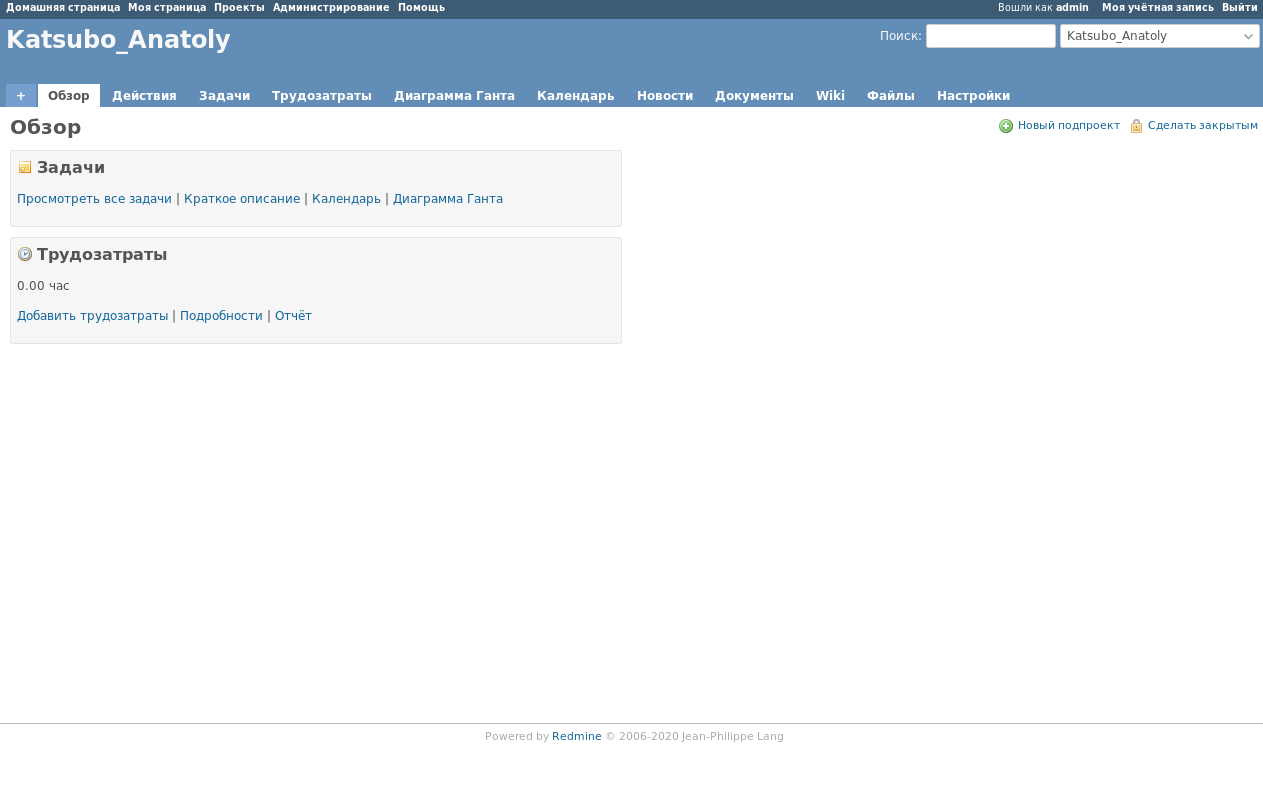 Домашняя страница Моя страница Проекты Администрирование Помощь Вошли как admin Моя учётная запись Выйти
Katsubo_Anatoly Поиск: Katsubo_Anatoly
+ Обзор Действия Задачи Трудозатраты Диаграмма Ганта Календарь Новости Документы Wiki Файлы Настройки
Обзор Новый подпроект Сделать закрытым
Задачи
Просмотреть все задачи | Краткое описание | Календарь | Диаграмма Ганта
Трудозатраты
0.00 час
Добавить трудозатраты | Подробности | Отчёт
Powered by Redmine © 2006-2020 Jean-Philippe Lang